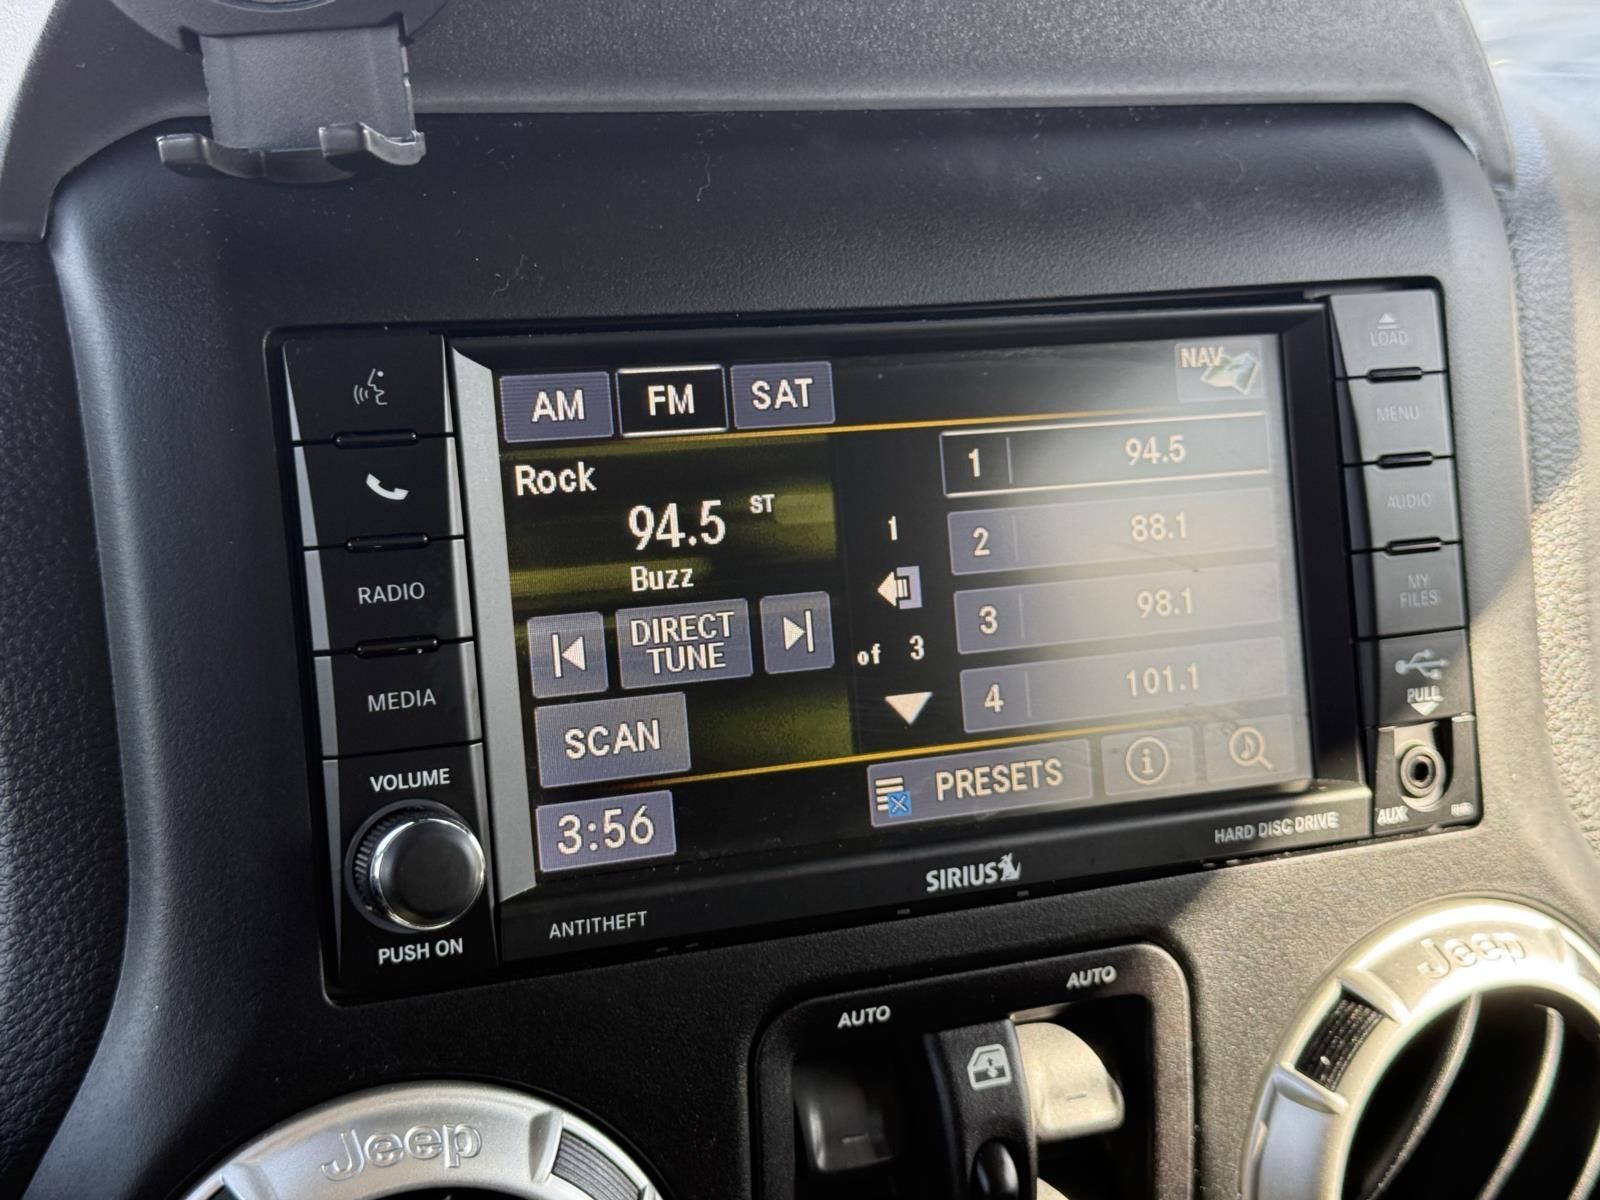 AM FM SAT NAV
Rock
94.5 ST
Buzz
DIRECT
TUNE
SCAN
3:56
1
of 3
1 94.5
2 88.1
3 98.1
4 101.1
PRESETS
i
RADIO
MEDIA
VOLUME
PUSH ON
LOAD
MENU
AUDIO
MY
FILES
PULL
AUX
ANTITHEFT
SIRIUS
HARD DISC DRIVE
AUTO
AUTO
Jeep
Jeep